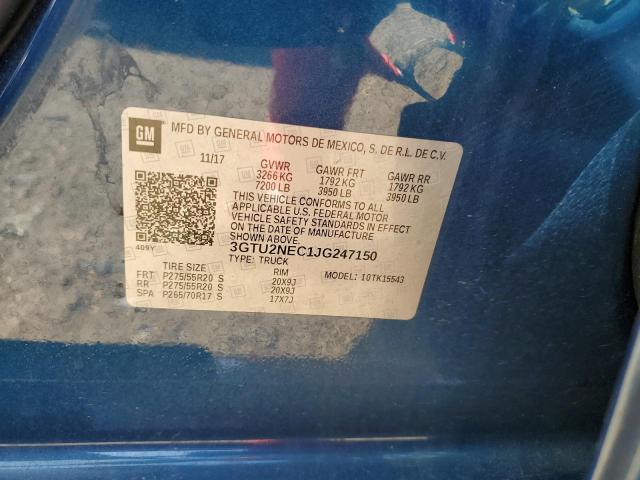 GM
MFD BY GENERAL MOTORS DE MEXICO, S. DE R.L. DE C.V.
11/17 GVWR GAWR FRT GAWR RR
3266 KG 1792 KG 1792 KG
7200 LB 3950 LB 3950 LB
THIS VEHICLE CONFORMS TO ALL
APPLICABLE U.S. FEDERAL MOTOR
VEHICLE SAFETY STANDARDS IN EFFECT
ON THE DATE OF MANUFACTURE
SHOWN ABOVE.
409Y 3GTU2NEC1JG247150
TYPE: TRUCK
TIRE SIZE RIM MODEL: 10TK15543
FRT P275/55R20 S 20X9J
RR P275/55R20 S 20X9J
SPA P265/70R17 S 17X7J